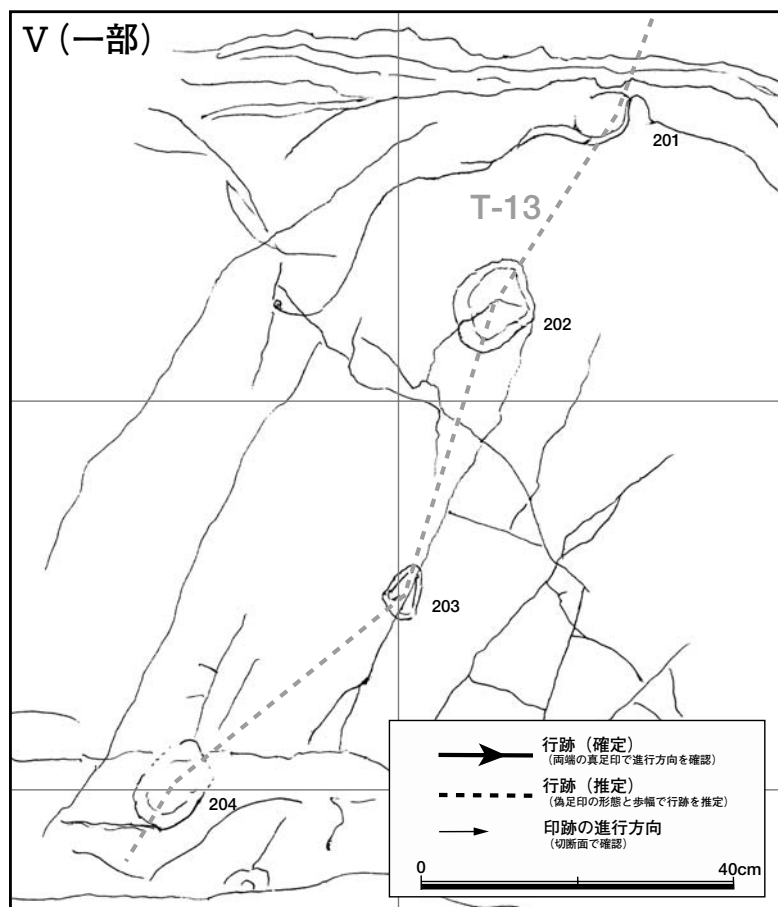 V（一部）
201
T-13
202
203
204
行跡（確定）
（両端の真足印で進行方向を確認）
行跡（推定）
（偽足印の形態と歩幅で行跡を推定）
印跡の進行方向
（切断面で確認）
0 40cm